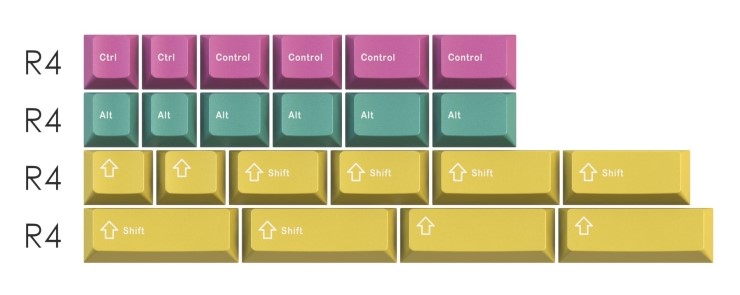 R4 Ctrl Ctrl Control Control Control Control
R4 Alt Alt Alt Alt Alt Alt
R4 Shift Shift Shift Shift
R4 Shift Shift